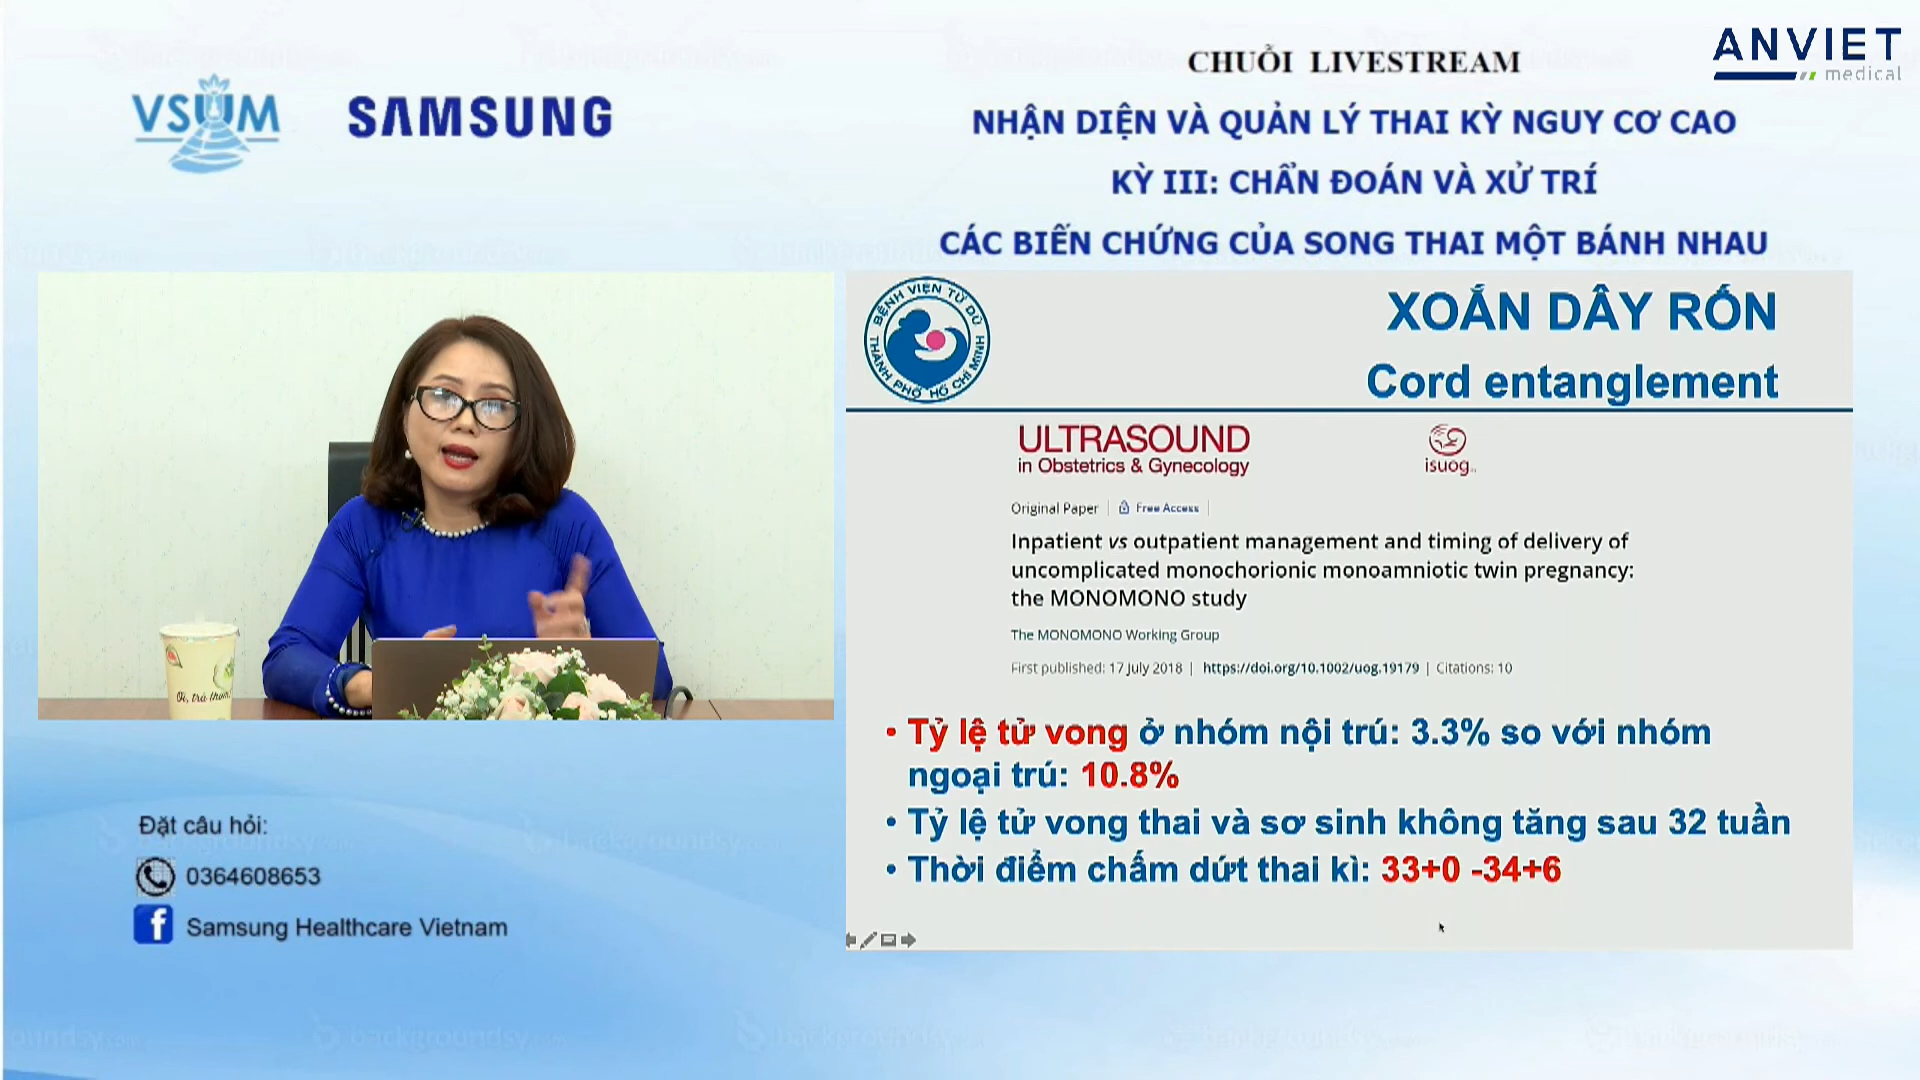 ANVIET
medical
VSUM
SAMSUNG
CHUỖI LIVESTREAM
NHẬN DIỆN VÀ QUẢN LÝ THAI KỲ NGUY CƠ CAO
KỲ III: CHẨN ĐOÁN VÀ XỬ TRÍ
CÁC BIẾN CHỨNG CỦA SONG THAI MỘT BÁNH NHAU
BỆNH VIỆN TỪ DŨ
THÀNH PHỐ HỒ CHÍ MINH
XOẮN DÂY RỐN
Cord entanglement
ULTRASOUND
in Obstetrics & Gynecology
isuog
Original Paper | Free Access |
Inpatient vs outpatient management and timing of delivery of
uncomplicated monochorionic monoamniotic twin pregnancy:
the MONOMONO study
The MONOMONO Working Group
First published: 17 July 2018 | https://doi.org/10.1002/uog.19179 | Citations: 10
• Tỷ lệ tử vong ở nhóm nội trú: 3.3% so với nhóm
ngoại trú: 10.8%
• Tỷ lệ tử vong thai và sơ sinh không tăng sau 32 tuần
• Thời điểm chấm dứt thai kì: 33+0 -34+6
Đặt câu hỏi:
0364608653
Samsung Healthcare Vietnam